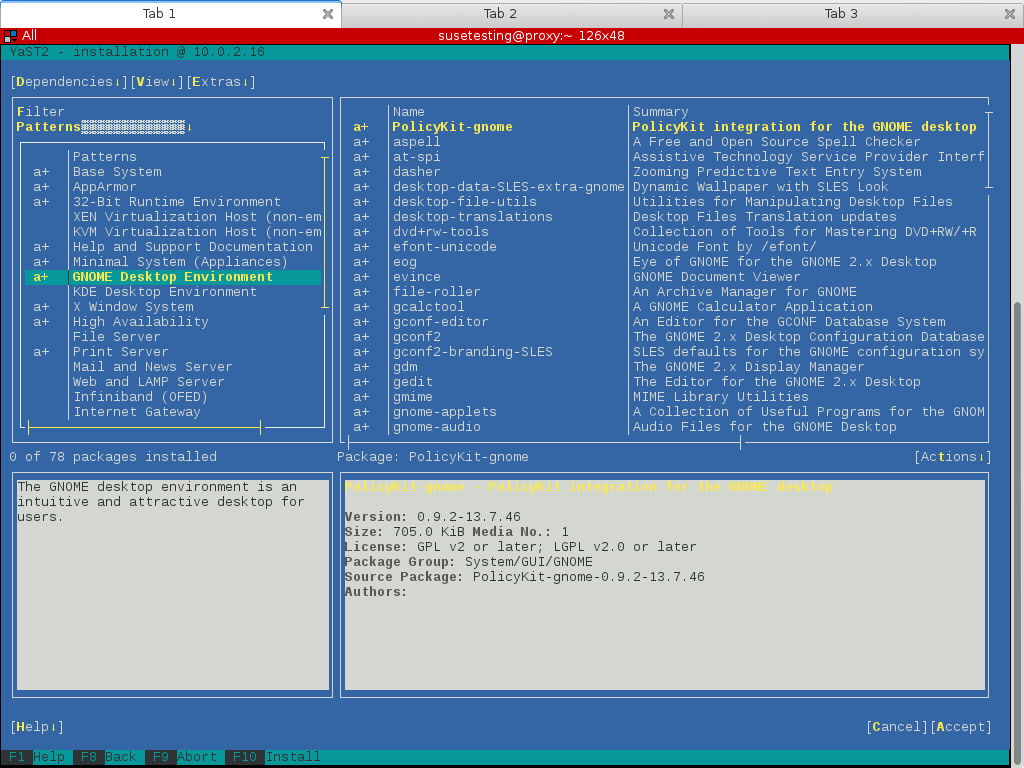 Tab 1
Tab 2
Tab 3
All
susetesting@proxy:~ 126x48
YaST2 - installation @ 10.0.2.16
[Dependencies↓][View↓][Extras↓]
Filter
Patterns↓
Patterns
a+ Base System
a+ AppArmor
a+ 32-Bit Runtime Environment
XEN Virtualization Host (non-em
KVM Virtualization Host (non-em
a+ Help and Support Documentation
a+ Minimal System (Appliances)
a+ GNOME Desktop Environment
KDE Desktop Environment
a+ X Window System
a+ High Availability
File Server
a+ Print Server
Mail and News Server
Web and LAMP Server
Infiniband (OFED)
Internet Gateway
Name Summary
a+ PolicyKit-gnome PolicyKit integration for the GNOME desktop
a+ aspell A Free and Open Source Spell Checker
a+ at-spi Assistive Technology Service Provider Interf
a+ dasher Zooming Predictive Text Entry System
a+ desktop-data-SLES-extra-gnome Dynamic Wallpaper with SLES Look
a+ desktop-file-utils Utilities for Manipulating Desktop Files
a+ desktop-translations Desktop Files Translation updates
a+ dvd+rw-tools Collection of Tools for Mastering DVD+RW/+R
a+ efont-unicode Unicode Font by /efont/
a+ eog Eye of GNOME for the GNOME 2.x Desktop
a+ evince GNOME Document Viewer
a+ file-roller An Archive Manager for GNOME
a+ gcalctool A GNOME Calculator Application
a+ gconf-editor An Editor for the GCONF Database System
a+ gconf2 The GNOME 2.x Desktop Configuration Database
a+ gconf2-branding-SLES SLES defaults for the GNOME configuration sy
a+ gdm The GNOME 2.x Display Manager
a+ gedit The Editor for the GNOME 2.x Desktop
a+ gmime MIME Library Utilities
a+ gnome-applets A Collection of Useful Programs for the GNOM
a+ gnome-audio Audio Files for the GNOME Desktop
0 of 78 packages installed
Package: PolicyKit-gnome
[Actions↓]
The GNOME desktop environment is an
intuitive and attractive desktop for
users.
PolicyKit-gnome - PolicyKit integration for the GNOME desktop
Version: 0.9.2-13.7.46
Size: 705.0 KiB Media No.: 1
License: GPL v2 or later; LGPL v2.0 or later
Package Group: System/GUI/GNOME
Source Package: PolicyKit-gnome-0.9.2-13.7.46
Authors:
[Help↓]
[Cancel][Accept]
F1 Help F8 Back F9 Abort F10 Install